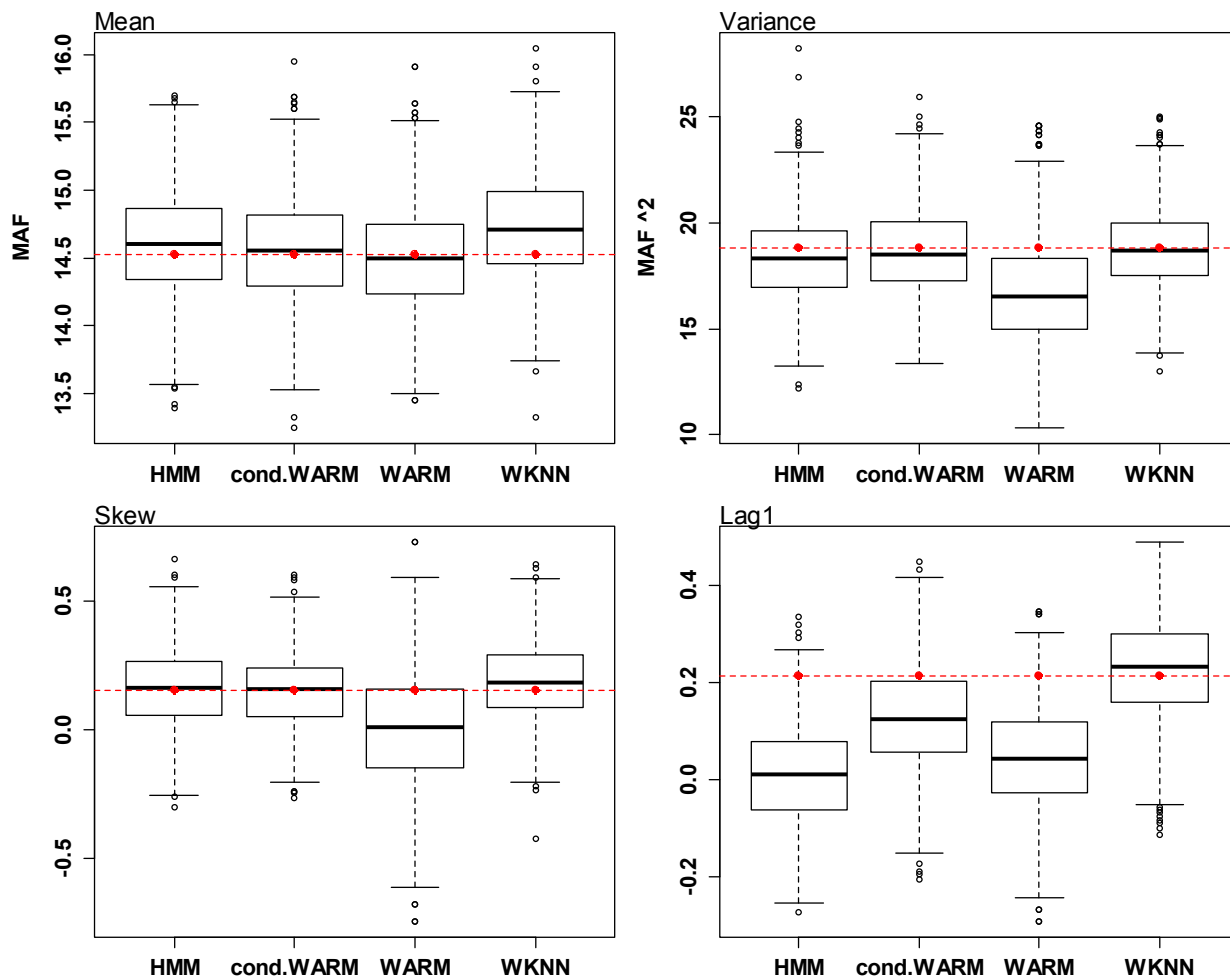 Mean
MAF
16.0
15.5
15.0
14.5
14.0
13.5
HMM cond.WARM WARM WKNN
Variance
MAF ^2
25
20
15
10
HMM cond.WARM WARM WKNN
Skew
0.5
0.0
-0.5
HMM cond.WARM WARM WKNN
Lag1
0.4
0.2
0.0
-0.2
HMM cond.WARM WARM WKNN